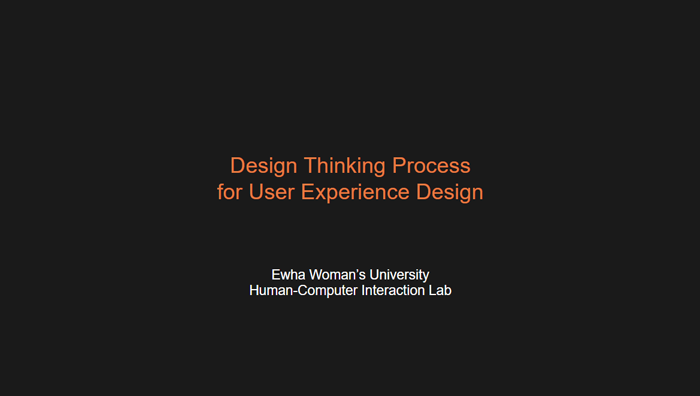 Design Thinking Process
for User Experience Design
Ewha Woman’s University
Human-Computer Interaction Lab